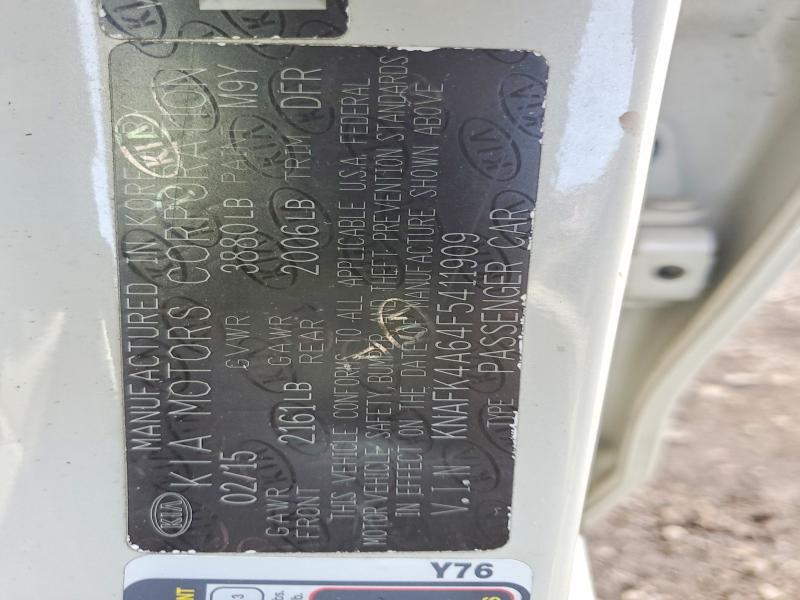 MANUFACTURED IN KOREA
KIA MOTORS CORPORATION
02/15 GVWR 3880LB PAINT M9Y
GAWR FRONT 2161LB GAWR REAR 2006LB TRIM DFR
THIS VEHICLE CONFORMS TO ALL APPLICABLE U.S.A. FEDERAL
MOTOR VEHICLE SAFETY, BUMPER, AND THEFT PREVENTION STANDARDS
IN EFFECT ON THE DATE OF MANUFACTURE SHOWN ABOVE
V.I.N KNAFK4A64F5411909
TYPE PASSENGER CAR
KIA
Y76